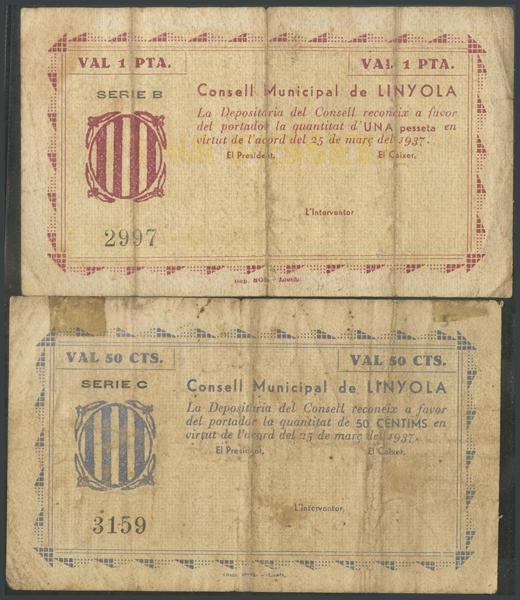 VAL 1 PTA.
VAL 1 PTA.
SERIE B
Consell Municipal de LINYOLA
La Depositaria del Consell reconeix a favor
del portador la quantitat d'UNA pesseta en
virtut de l'acord del 25 de març del 1937.
El President,
El Caixer,
L'Interventor
2997
Imp. SOL - Lleida
VAL 50 CTS.
VAL 50 CTS.
SERIE C
Consell Municipal de LINYOLA
La Depositària del Consell reconeix a favor
del portador la quantitat de 50 CENTIMS en
virtut de l'acord del 25 de març del 1937.
El President,
El Caixer,
L'Interventor,
3159